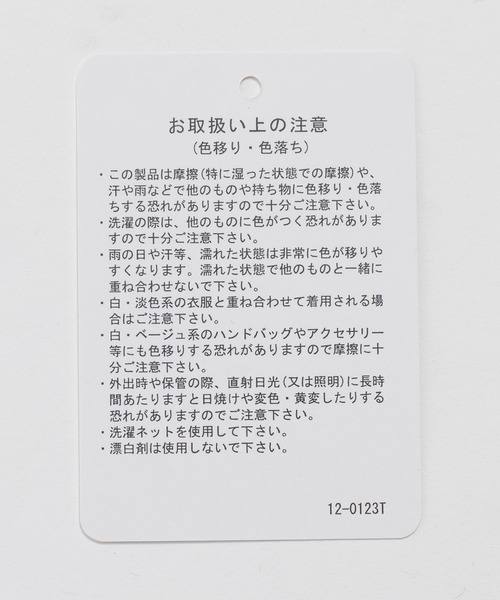 お取扱い上の注意
(色移り・色落ち)
・この製品は摩擦(特に湿った状態での摩擦)や、
汗や雨などで他のものや持ち物に色移り・色落
ちする恐れがありますので十分ご注意下さい。
・洗濯の際は、他のものに色がつく恐れがありま
すので十分ご注意下さい。
・雨の日や汗等、濡れた状態は非常に色が移りや
すくなります。濡れた状態で他のものと一緒に
重ね合わせないで下さい。
・白・淡色系の衣服と重ね合わせて着用される場
合はご注意下さい。
・白・ベージュ系のハンドバッグやアクセサリー
等にも色移りする恐れがありますので摩擦に十
分ご注意下さい。
・外出時や保管の際、直射日光(又は照明)に長時
間あたりますと日焼けや変色・黄変したりする
恐れがありますのでご注意下さい。
・洗濯ネットを使用して下さい。
・漂白剤は使用しないで下さい。
12-0123T